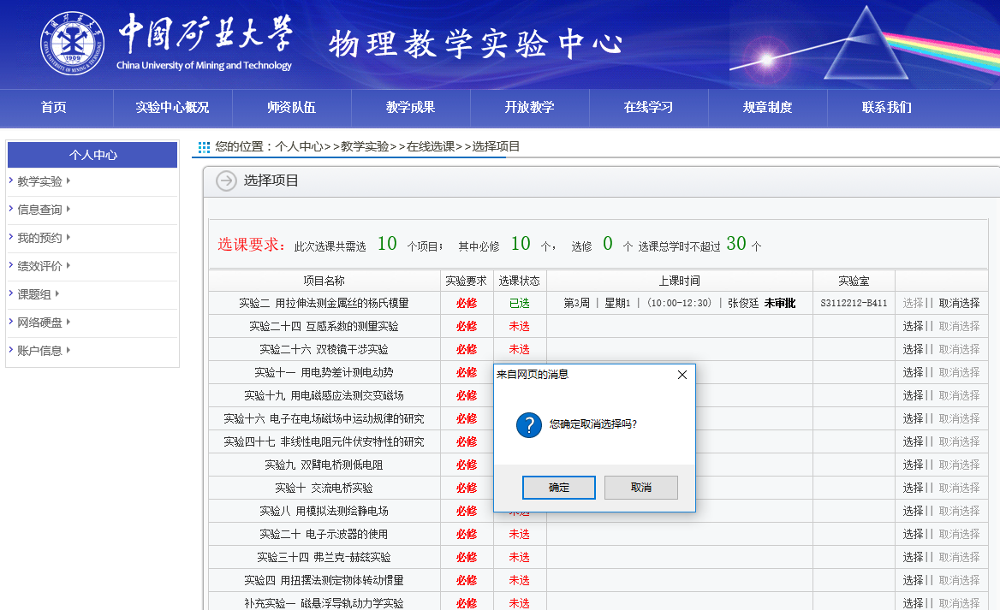 中国矿业大学
China University of Mining and Technology
物理教学实验中心
首页 实验中心概况 师资队伍 教学成果 开放教学 在线学习 规章制度 联系我们
个人中心
教学实验
信息查询
我的预约
绩效评价
课题组
网络硬盘
账户信息
您的位置：个人中心>>教学实验>>在线选课>>选择项目
选择项目
选课要求： 此次选课共需选 10 个项目； 其中必修 10 个， 选修 0 个 选课总学时不超过 30 个
项目名称 实验要求 选课状态 上课时间 实验室
实验二 用拉伸法测金属丝的杨氏模量 必修 已选 第3周 | 星期1 | (10:00-12:30) | 张俊廷 未审批 S3112212-B411 选择|| 取消选择
实验二十四 互感系数的测量实验 必修 未选 选择|| 取消选择
实验二十六 双棱镜干涉实验 必修 未选 选择|| 取消选择
实验十一 用电势差计测电动势 必修 选择|| 取消选择
实验十九 用电磁感应法测交变磁场 必修 选择|| 取消选择
实验十六 电子在电场磁场中运动规律的研究 必修 选择|| 取消选择
实验四十七 非线性电阻元件伏安特性的研究 必修 选择|| 取消选择
实验九 双臂电桥测低电阻 必修 选择|| 取消选择
实验十 交流电桥实验 必修 选择|| 取消选择
实验八 用模拟法测绘静电场 必修 未选 选择|| 取消选择
实验二十 电子示波器的使用 必修 未选 选择|| 取消选择
实验三十四 弗兰克-赫兹实验 必修 未选 选择|| 取消选择
实验四 用扭摆法测定物体转动惯量 必修 未选 选择|| 取消选择
补充实验一 磁悬浮导轨动力学实验 必修 未选 选择|| 取消选择
来自网页的消息
您确定取消选择吗?
确定 取消